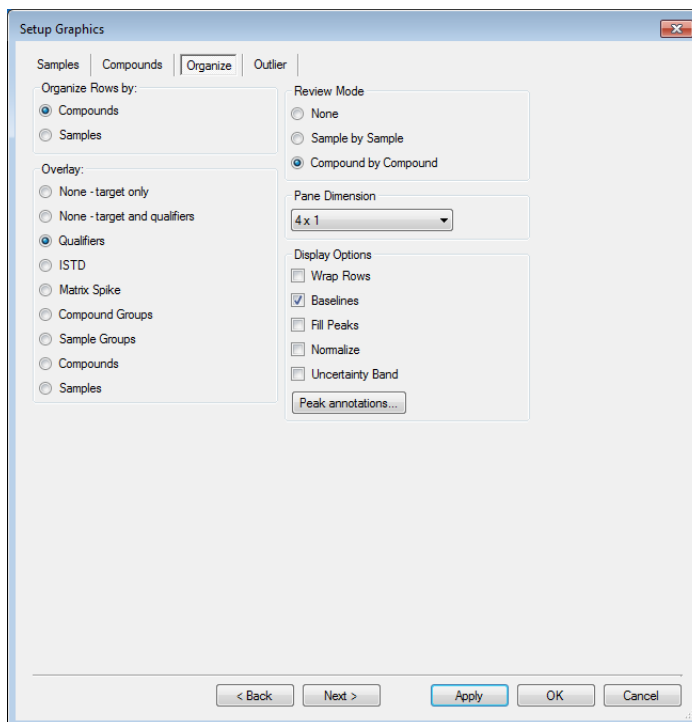 Setup Graphics
Samples
Compounds
Organize
Outlier
Organize Rows by:
Compounds
Samples
Overlay:
None - target only
None - target and qualifiers
Qualifiers
ISTD
Matrix Spike
Compound Groups
Sample Groups
Compounds
Samples
Review Mode
None
Sample by Sample
Compound by Compound
Pane Dimension
4 x 1
Display Options
Wrap Rows
Baselines
Fill Peaks
Normalize
Uncertainty Band
Peak annotations...
< Back
Next >
Apply
OK
Cancel